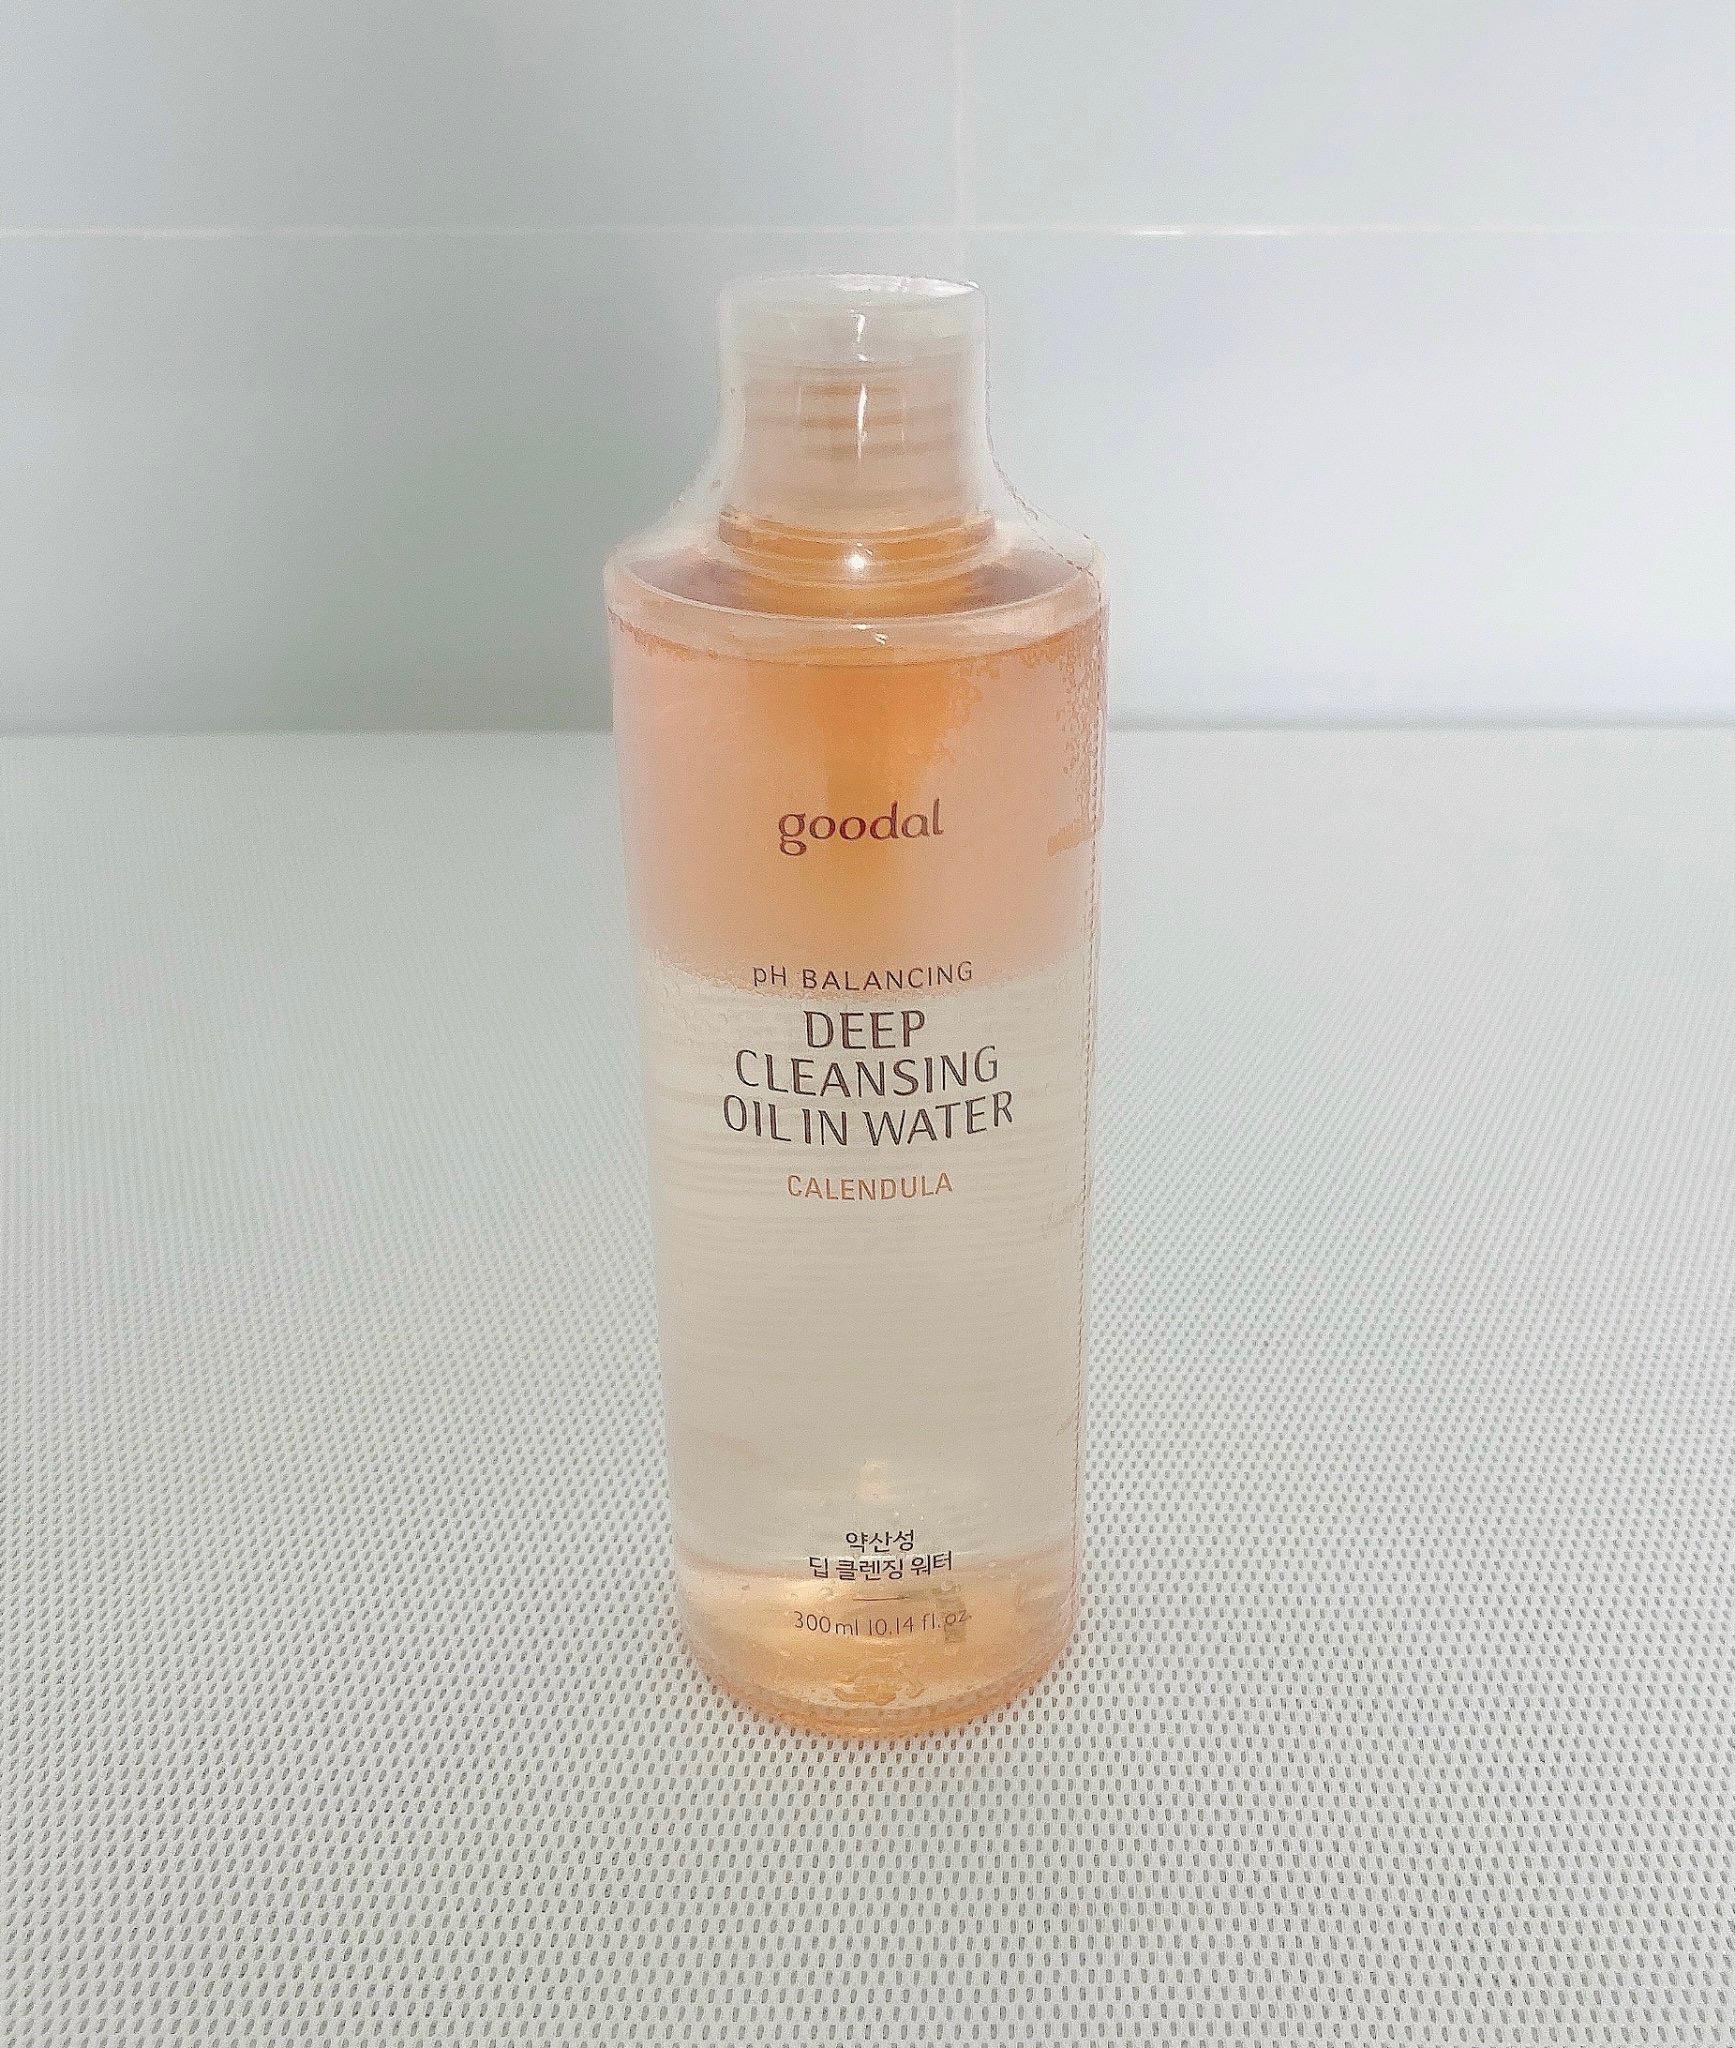 goodal
pH BALANCING
DEEP
CLEANSING
OIL IN WATER
CALENDULA
약산성
딥 클렌징 워터
300ml 10.14 fl.oz.